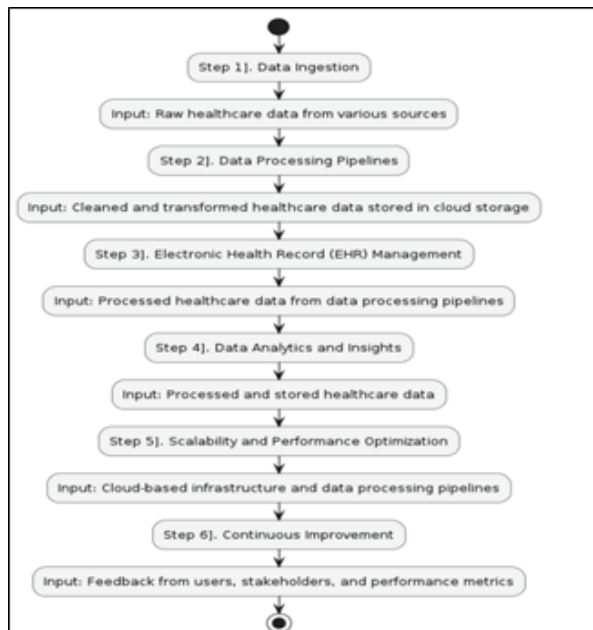 Step 1]. Data Ingestion
Input: Raw healthcare data from various sources
Step 2]. Data Processing Pipelines
Input: Cleaned and transformed healthcare data stored in cloud storage
Step 3]. Electronic Health Record (EHR) Management
Input: Processed healthcare data from data processing pipelines
Step 4]. Data Analytics and Insights
Input: Processed and stored healthcare data
Step 5]. Scalability and Performance Optimization
Input: Cloud-based infrastructure and data processing pipelines
Step 6]. Continuous Improvement
Input: Feedback from users, stakeholders, and performance metrics